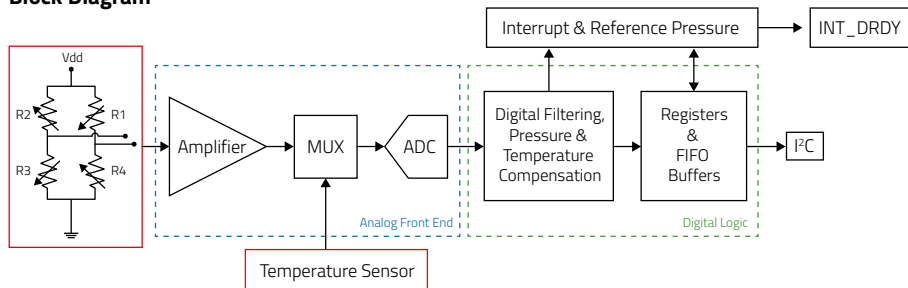 Block Diagram
Interrupt & Reference Pressure
INT_DRDY
Vdd
R2
R1
R3
R4
Amplifier
MUX
ADC
Digital Filtering,
Pressure &
Temperature
Compensation
Registers
&
FIFO
Buffers
I²C
Analog Front End
Digital Logic
Temperature Sensor